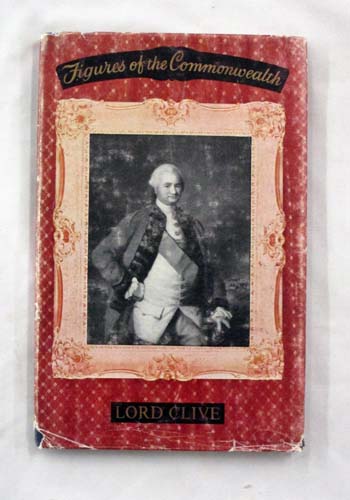 Figures of the Commonwealth
LORD CLIVE